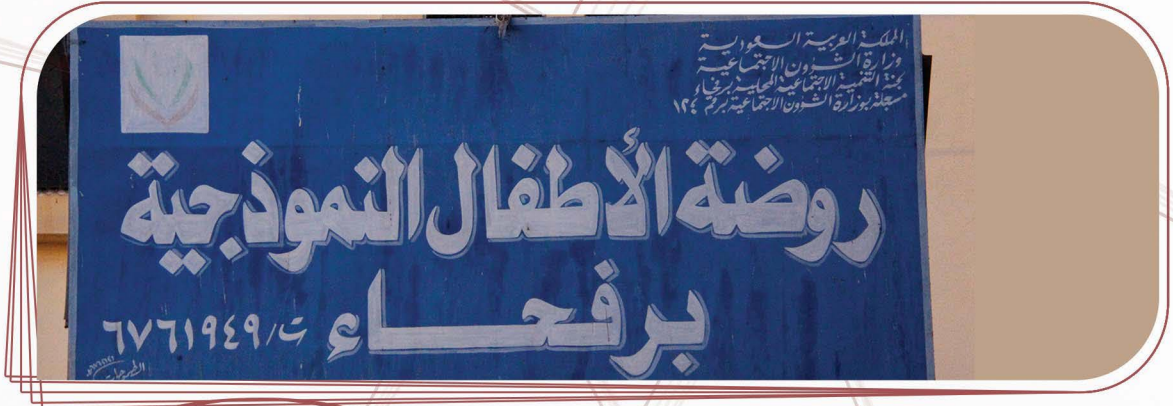 المملكة العربية السعودية
وزارة الشؤون الاجتماعية
لجنة التنمية الاجتماعية المحلية برفحاء
مسجلة بوزارة الشؤون الاجتماعية برقم ١٢٤
روضة الأطفال النموذجية
برفحاء
ت/٦٧٦١٩٤٩